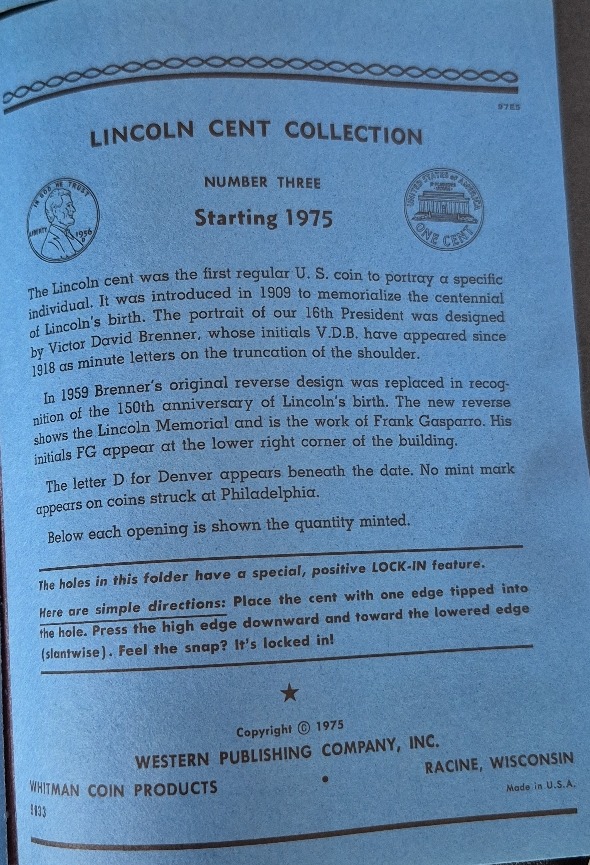 9785
LINCOLN CENT COLLECTION
NUMBER THREE
Starting 1975
IN GOD WE TRUST
LIBERTY
1956
D
UNITED STATES OF AMERICA
ONE CENT
The Lincoln cent was the first regular U. S. coin to portray a specific
individual. It was introduced in 1909 to memorialize the centennial
of Lincoln's birth. The portrait of our 16th President was designed
by Victor David Brenner, whose initials V.D.B. have appeared since
1918 as minute letters on the truncation of the shoulder.
In 1959 Brenner's original reverse design was replaced in recog-
nition of the 150th anniversary of Lincoln's birth. The new reverse
shows the Lincoln Memorial and is the work of Frank Gasparro. His
initials FG appear at the lower right corner of the building.
The letter D for Denver appears beneath the date. No mint mark
appears on coins struck at Philadelphia.
Below each opening is shown the quantity minted.
The holes in this folder have a special, positive LOCK-IN feature.
Here are simple directions: Place the cent with one edge tipped into
the hole. Press the high edge downward and toward the lowered edge
(slantwise). Feel the snap? It's locked in!
Copyright © 1975
WESTERN PUBLISHING COMPANY, INC.
WHITMAN COIN PRODUCTS • RACINE, WISCONSIN
Made in U.S.A.